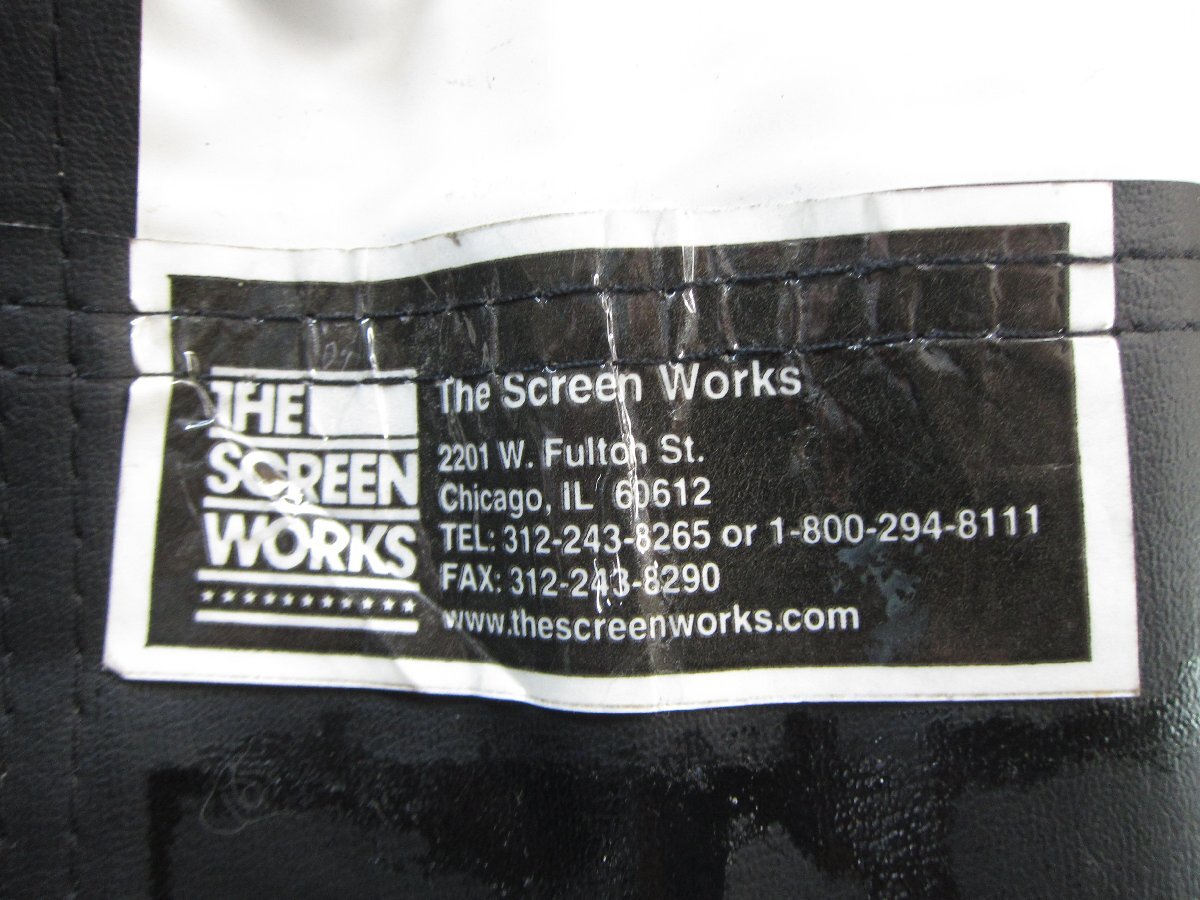 THE
SCREEN
WORKS
The Screen Works
2201 W. Fulton St.
Chicago, IL 60612
TEL: 312-243-8265 or 1-800-294-8111
FAX: 312-243-8290
www.thescreenworks.com